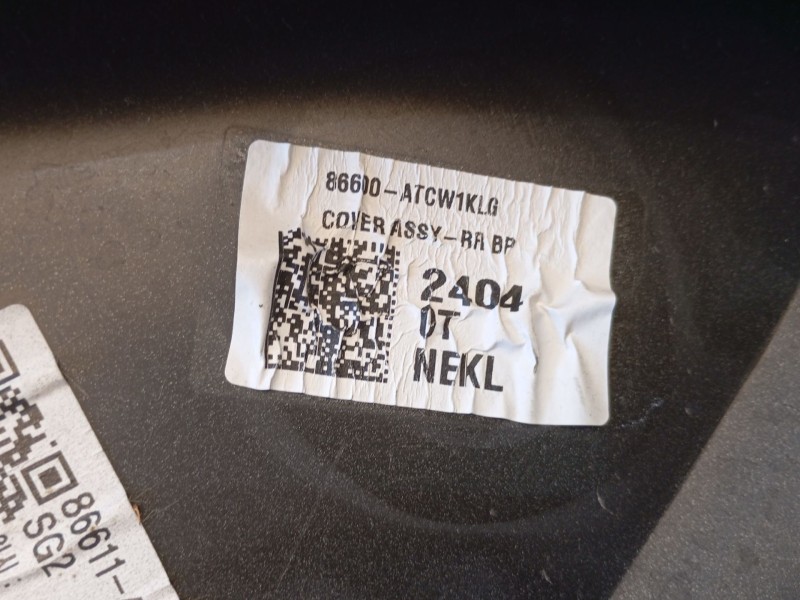 86600-ATCW1KLG
COVER ASSY-RR BP
2404
0T
NEKL
86611-
SG2